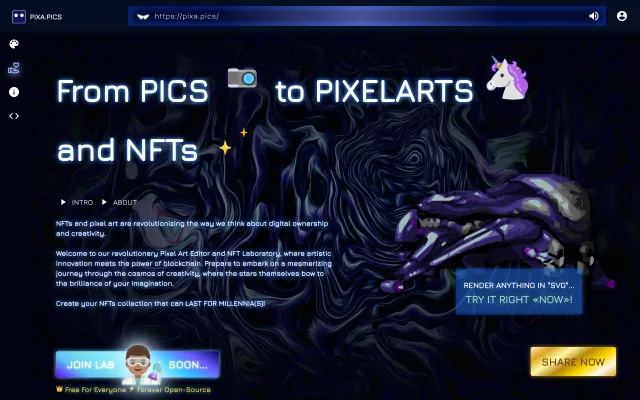 PIXA.PICS
https://pixa.pics/
From PICS to PIXELARTS
and NFTs
INTRO ABOUT
NFTs and pixel art are revolutionizing the way we think about digital ownership
and creativity.
Welcome to our revolutionary Pixel Art Editor and NFT Laboratory, where artistic
innovation meets the power of blockchain. Prepare to embark on a mesmerizing
journey through the cosmos of creativity, where the stars themselves bow to
the brilliance of your imagination.
Create your NFTs collection that can LAST FOR MILLENNIA(S)!
RENDER ANYTHING IN "SVG"...
TRY IT RIGHT «NOW»!
JOIN LAB SOON...
SHARE NOW
Free For Everyone Forever Open-Source